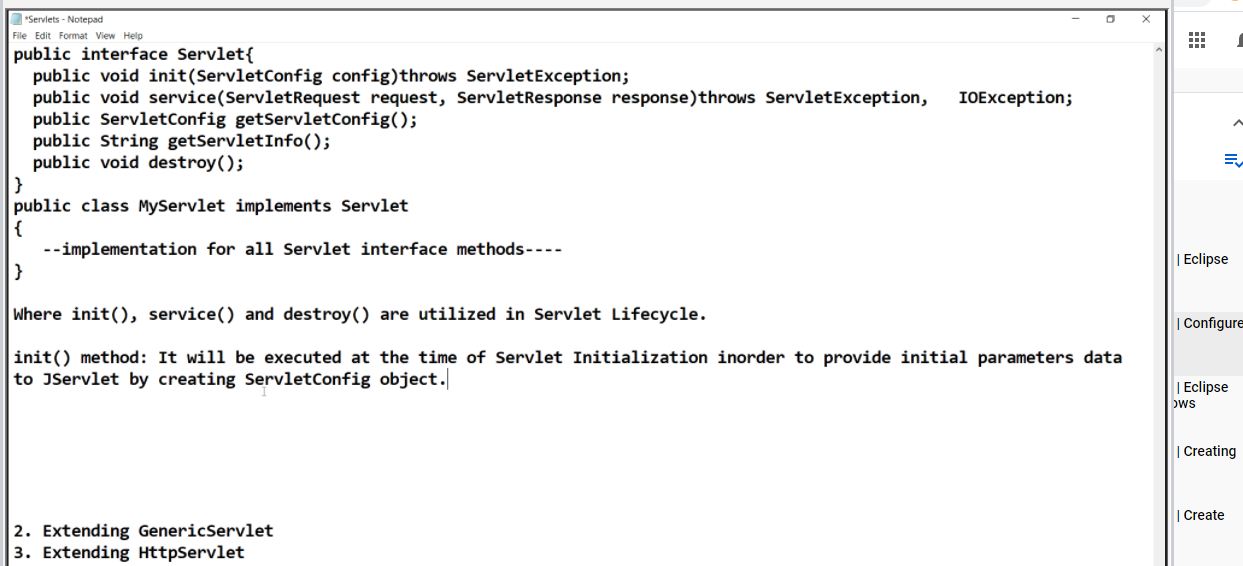 *Servlets - Notepad
File Edit Format View Help
public interface Servlet{
public void init(ServletConfig config)throws ServletException;
public void service(ServletRequest request, ServletResponse response)throws ServletException, IOException;
public ServletConfig getServletConfig();
public String getServletInfo();
public void destroy();
}
public class MyServlet implements Servlet
{
--implementation for all Servlet interface methods----
}
Where init(), service() and destroy() are utilized in Servlet Lifecycle.
init() method: It will be executed at the time of Servlet Initialization inorder to provide initial parameters data
to JServlet by creating ServletConfig object.
2. Extending GenericServlet
3. Extending HttpServlet
| Eclipse
| Configure
| Eclipse
ows
| Creating
| Create